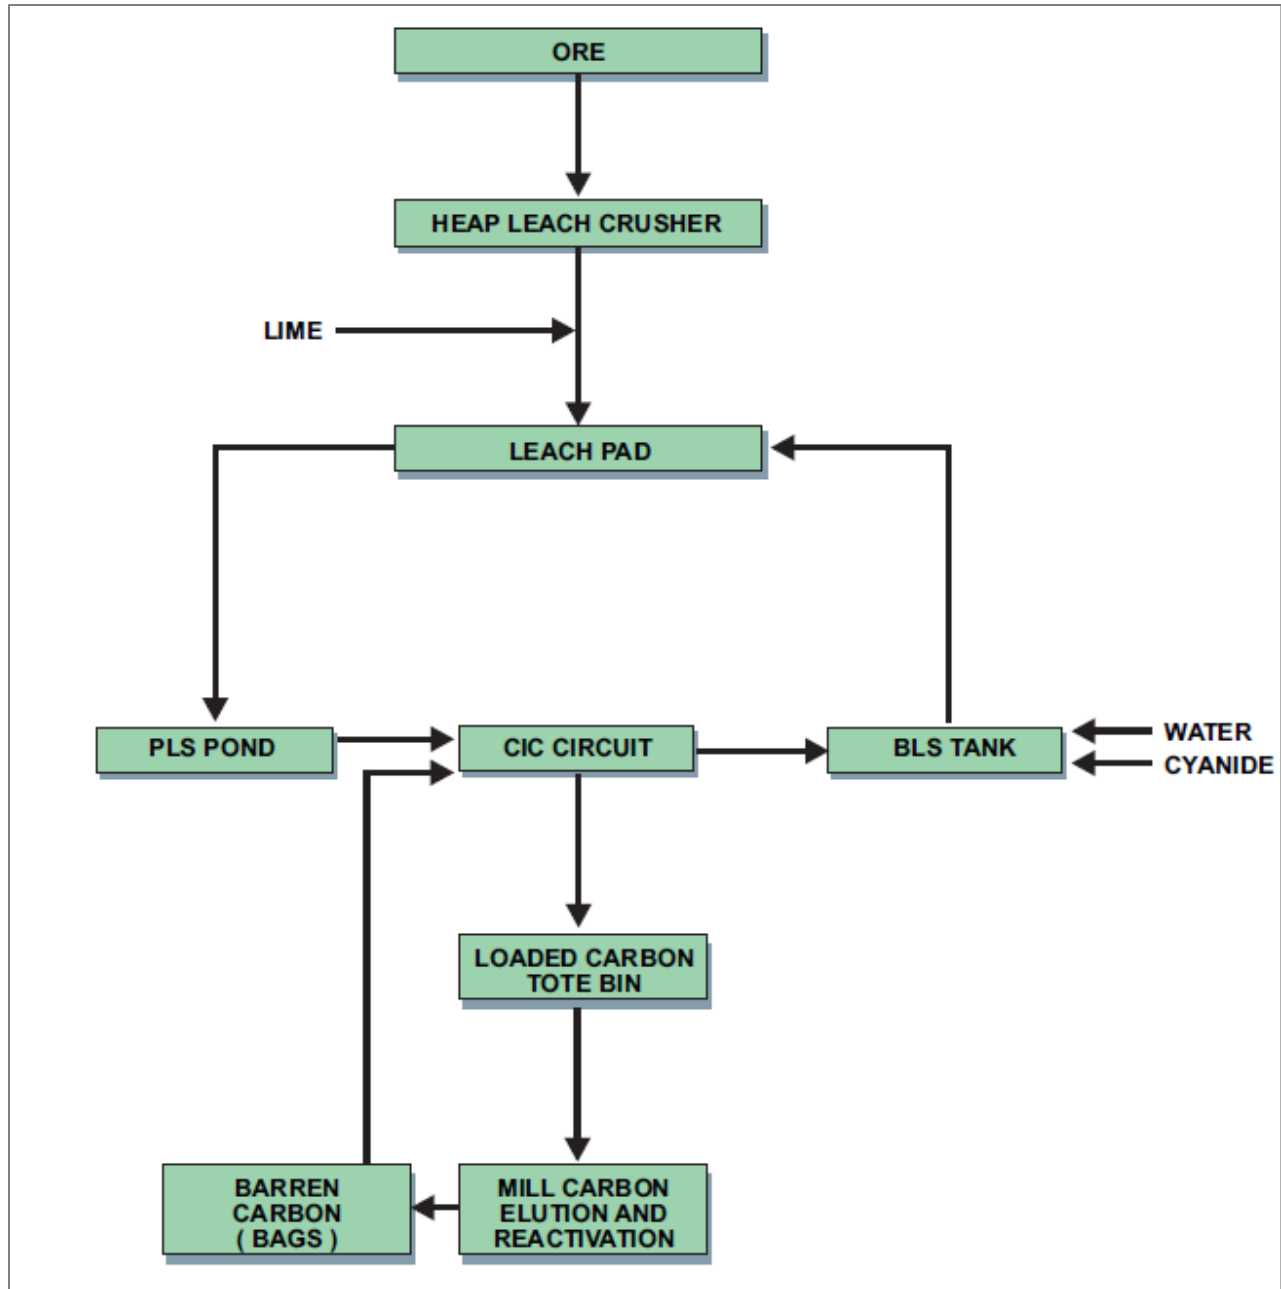 ORE
HEAP LEACH CRUSHER
LIME
LEACH PAD
PLS POND
CIC CIRCUIT
BLS TANK
WATER
CYANIDE
LOADED CARBON
TOTE BIN
BARREN
CARBON
( BAGS )
MILL CARBON
ELUTION AND
REACTIVATION